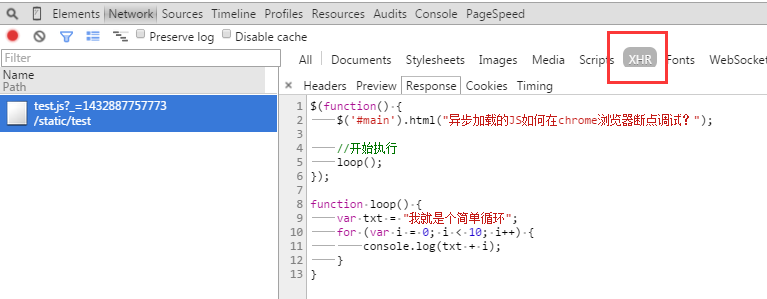 Elements Network Sources Timeline Profiles Resources Audits Console PageSpeed
Preserve log Disable cache
Filter All Documents Stylesheets Images Media Scripts XHR Fonts WebSocket
Name
Path
× Headers Preview Response Cookies Timing
test.js?_=1432887757773
/static/test
1 $(function() {
2 $('#main').html("异步加载的JS如何在chrome浏览器断点调试？");
3
4 //开始执行
5 loop();
6 });
7
8 function loop() {
9 var txt = "我就是个简单循环";
10 for (var i = 0; i < 10; i++) {
11 console.log(txt + i);
12 }
13 }